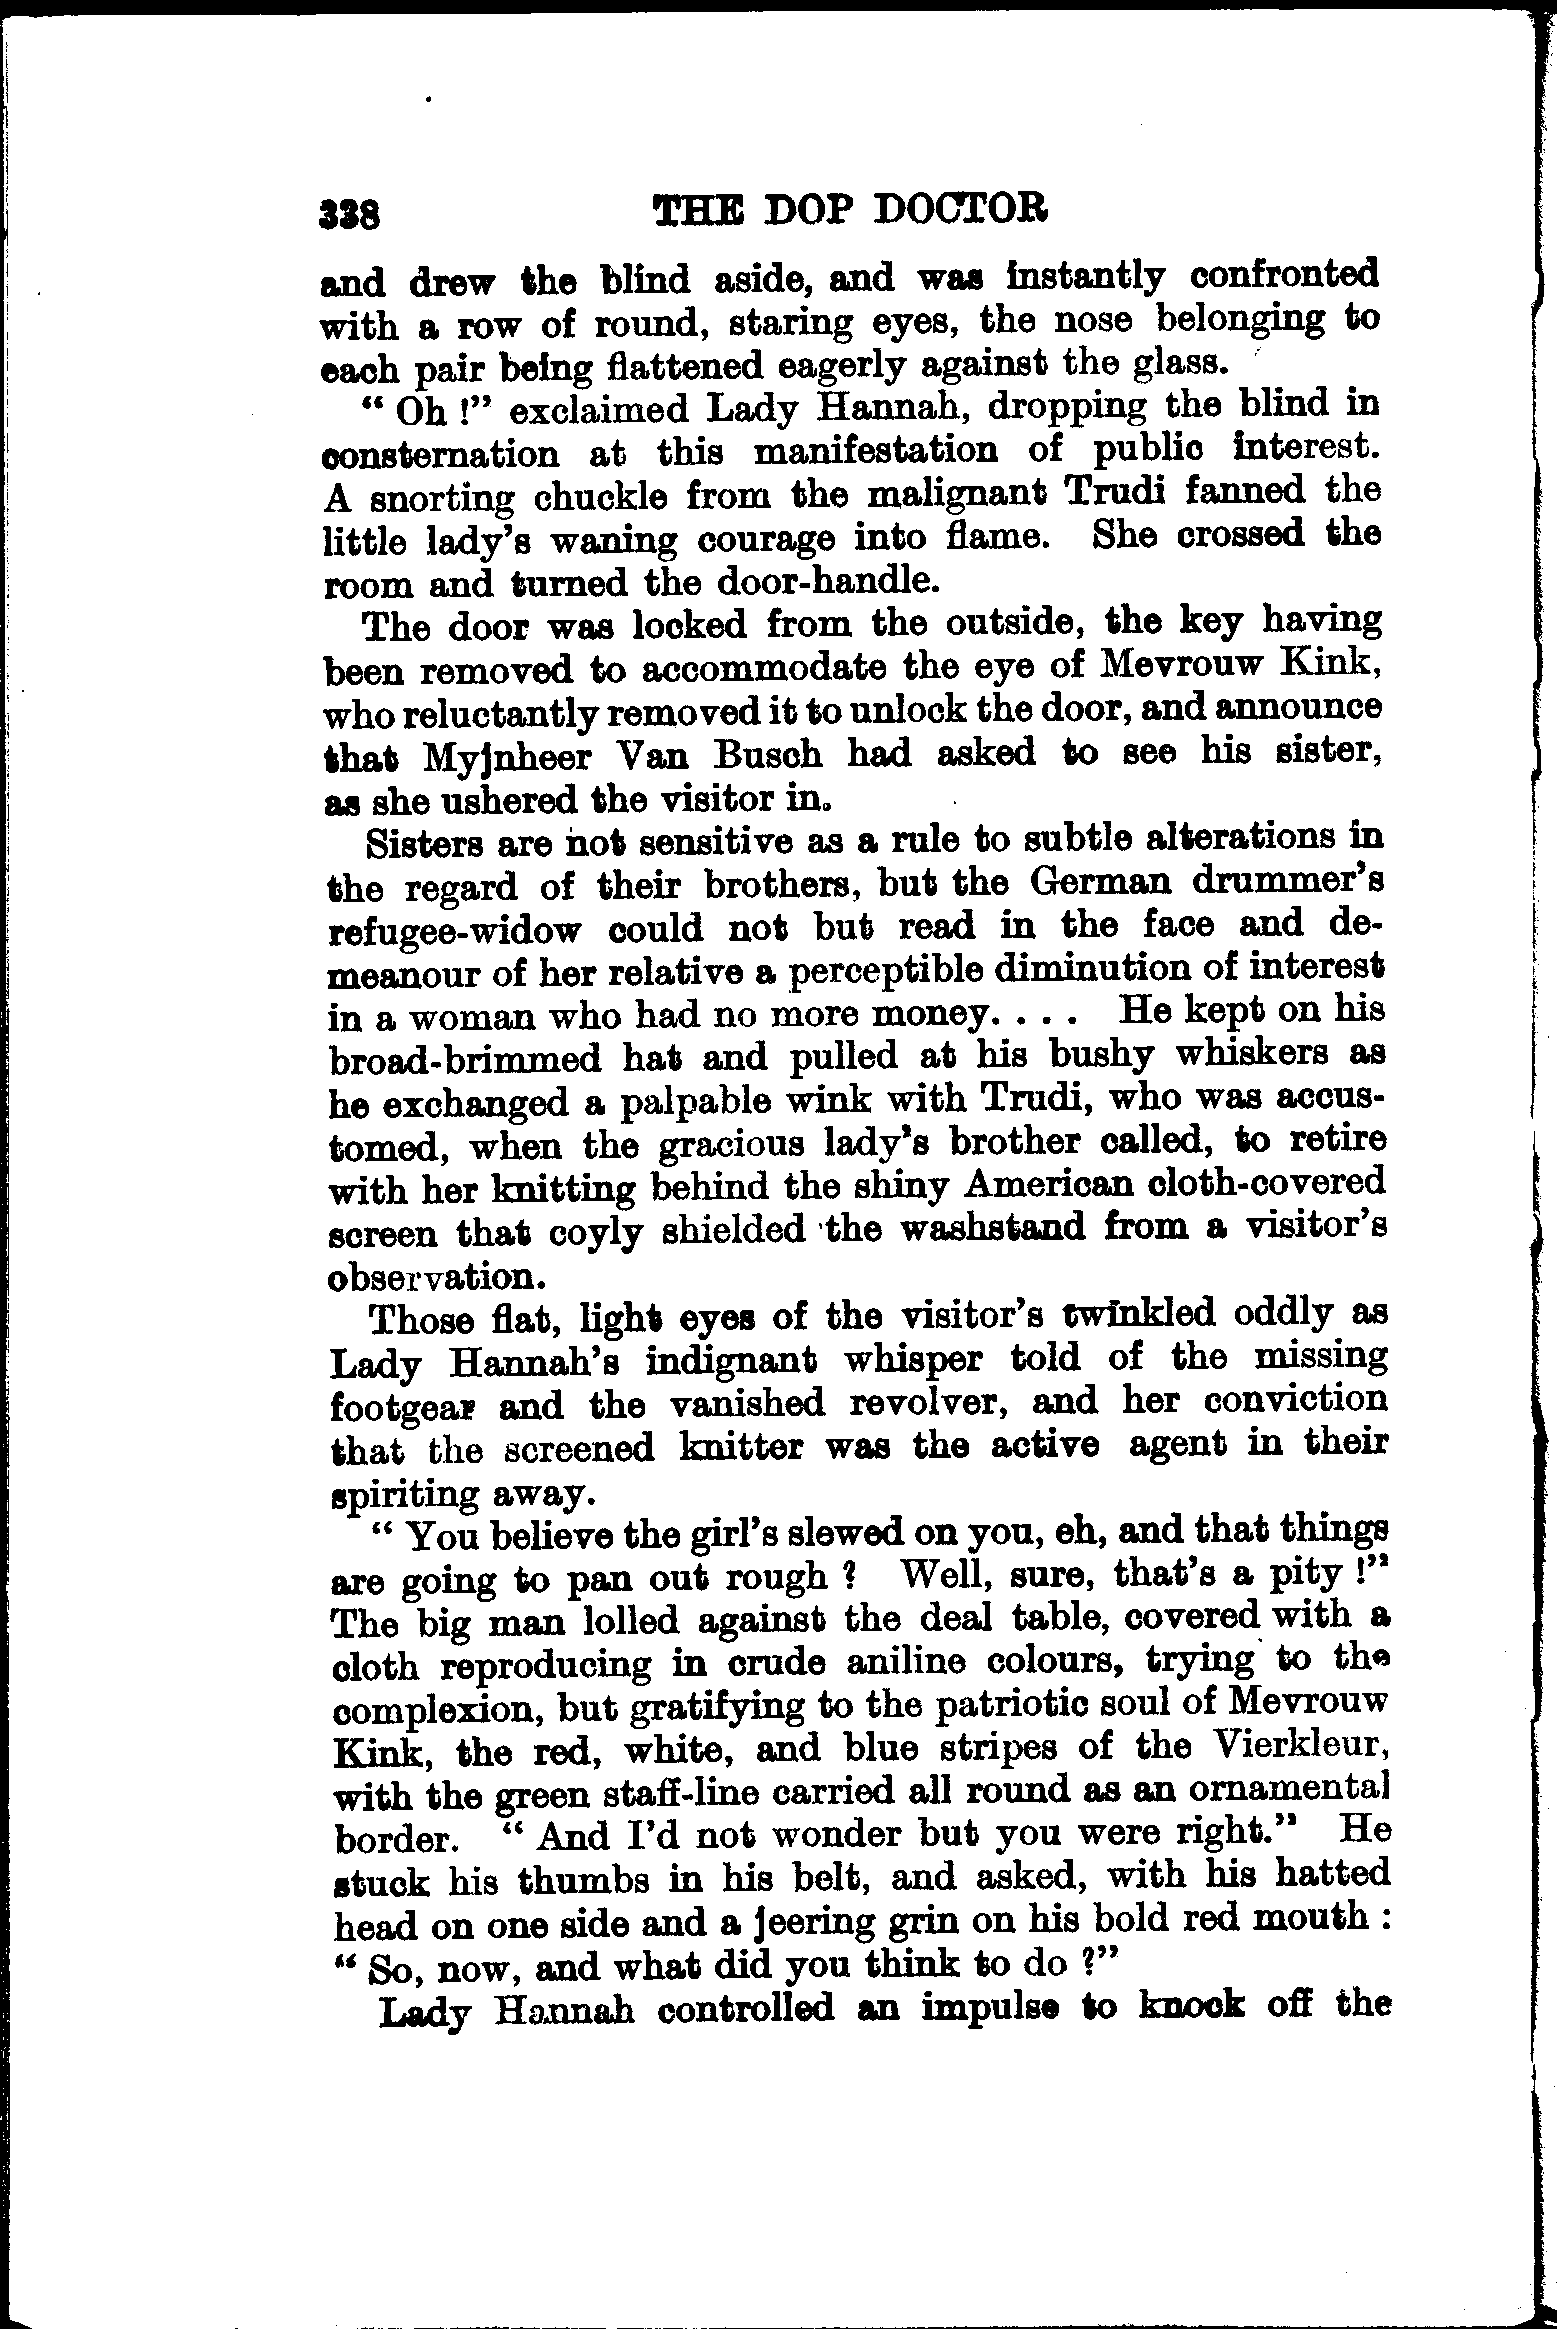 338 THE DOP DOCTOR
and drew the blind aside, and was instantly confronted
with a row of round, staring eyes, the nose belonging to
each pair being flattened eagerly against the glass.
“ Oh !” exclaimed Lady Hannah, dropping the blind in
consternation at this manifestation of public interest.
A snorting chuckle from the malignant Trudi fanned the
little lady’s waning courage into flame. She crossed the
room and turned the door-handle.
The door was locked from the outside, the key having
been removed to accommodate the eye of Mevrouw Kink,
who reluctantly removed it to unlock the door, and announce
that Myjnheer Van Busch had asked to see his sister,
as she ushered the visitor in.
Sisters are not sensitive as a rule to subtle alterations in
the regard of their brothers, but the German drummer’s
refugee-widow could not but read in the face and de-
meanour of her relative a perceptible diminution of interest
in a woman who had no more money. . . . He kept on his
broad-brimmed hat and pulled at his bushy whiskers as
he exchanged a palpable wink with Trudi, who was accus-
tomed, when the gracious lady’s brother called, to retire
with her knitting behind the shiny American cloth-covered
screen that coyly shielded the washstand from a visitor’s
observation.
Those flat, light eyes of the visitor’s twinkled oddly as
Lady Hannah’s indignant whisper told of the missing
footgear and the vanished revolver, and her conviction
that the screened knitter was the active agent in their
spiriting away.
“ You believe the girl’s slewed on you, eh, and that things
are going to pan out rough ? Well, sure, that’s a pity !”
The big man lolled against the deal table, covered with a
cloth reproducing in crude aniline colours, trying to the
complexion, but gratifying to the patriotic soul of Mevrouw
Kink, the red, white, and blue stripes of the Vierkleur,
with the green staff-line carried all round as an ornamental
border. “ And I’d not wonder but you were right.” He
stuck his thumbs in his belt, and asked, with his hatted
head on one side and a jeering grin on his bold red mouth :
“ So, now, and what did you think to do ?”
Lady Hannah controlled an impulse to knock off the